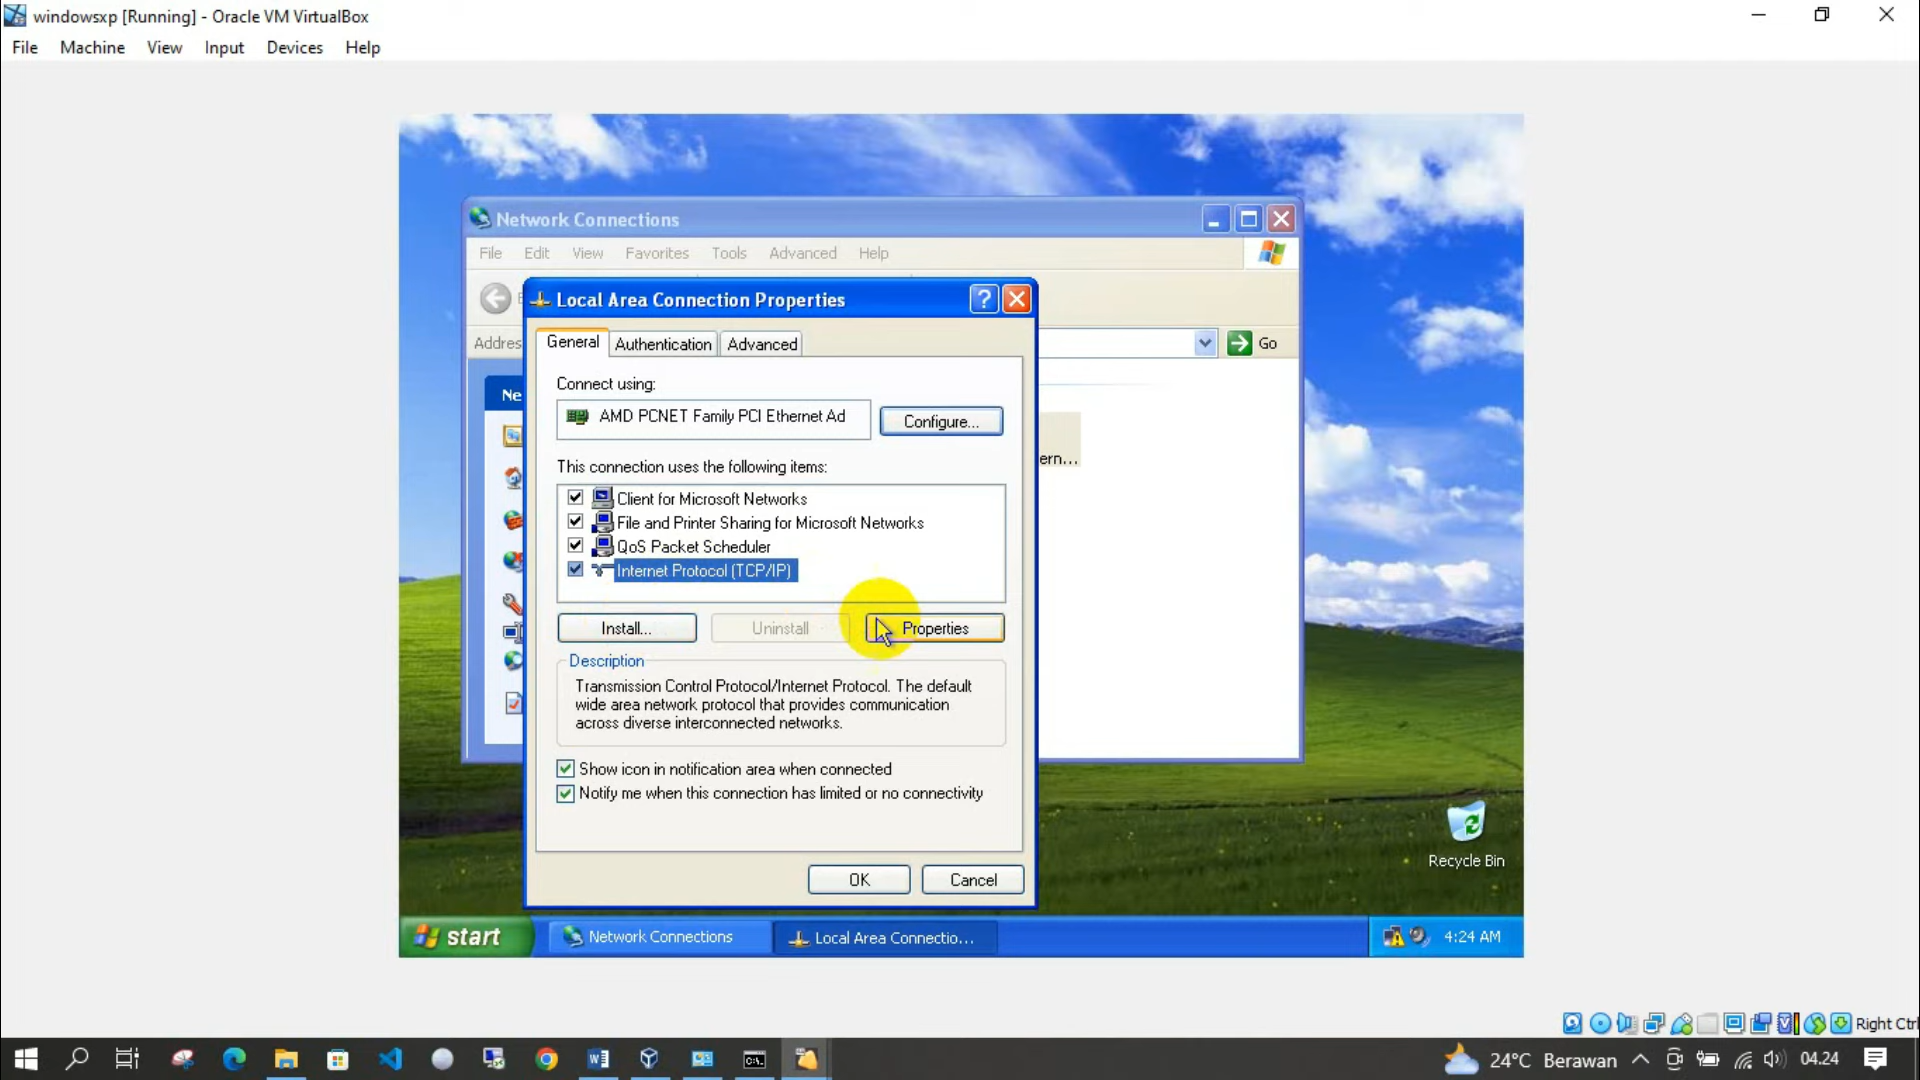 windowsxp [Running] - Oracle VM VirtualBox
File Machine View Input Devices Help
Network Connections
File Edit View Favorites Tools Advanced Help
Local Area Connection Properties
Addres
Go
General Authentication Advanced
Ne
Connect using:
AMD PCNET Family PCI Ethernet Ad
Configure...
ern...
This connection uses the following items:
Client for Microsoft Networks
File and Printer Sharing for Microsoft Networks
QoS Packet Scheduler
Internet Protocol (TCP/IP)
Install... Uninstall Properties
Description
Transmission Control Protocol/Internet Protocol. The default
wide area network protocol that provides communication
across diverse interconnected networks.
Show icon in notification area when connected
Notify me when this connection has limited or no connectivity
Recycle Bin
OK Cancel
start Network Connections Local Area Connectio... 4:24 AM
Right Ctrl
24°C Berawan 04.24